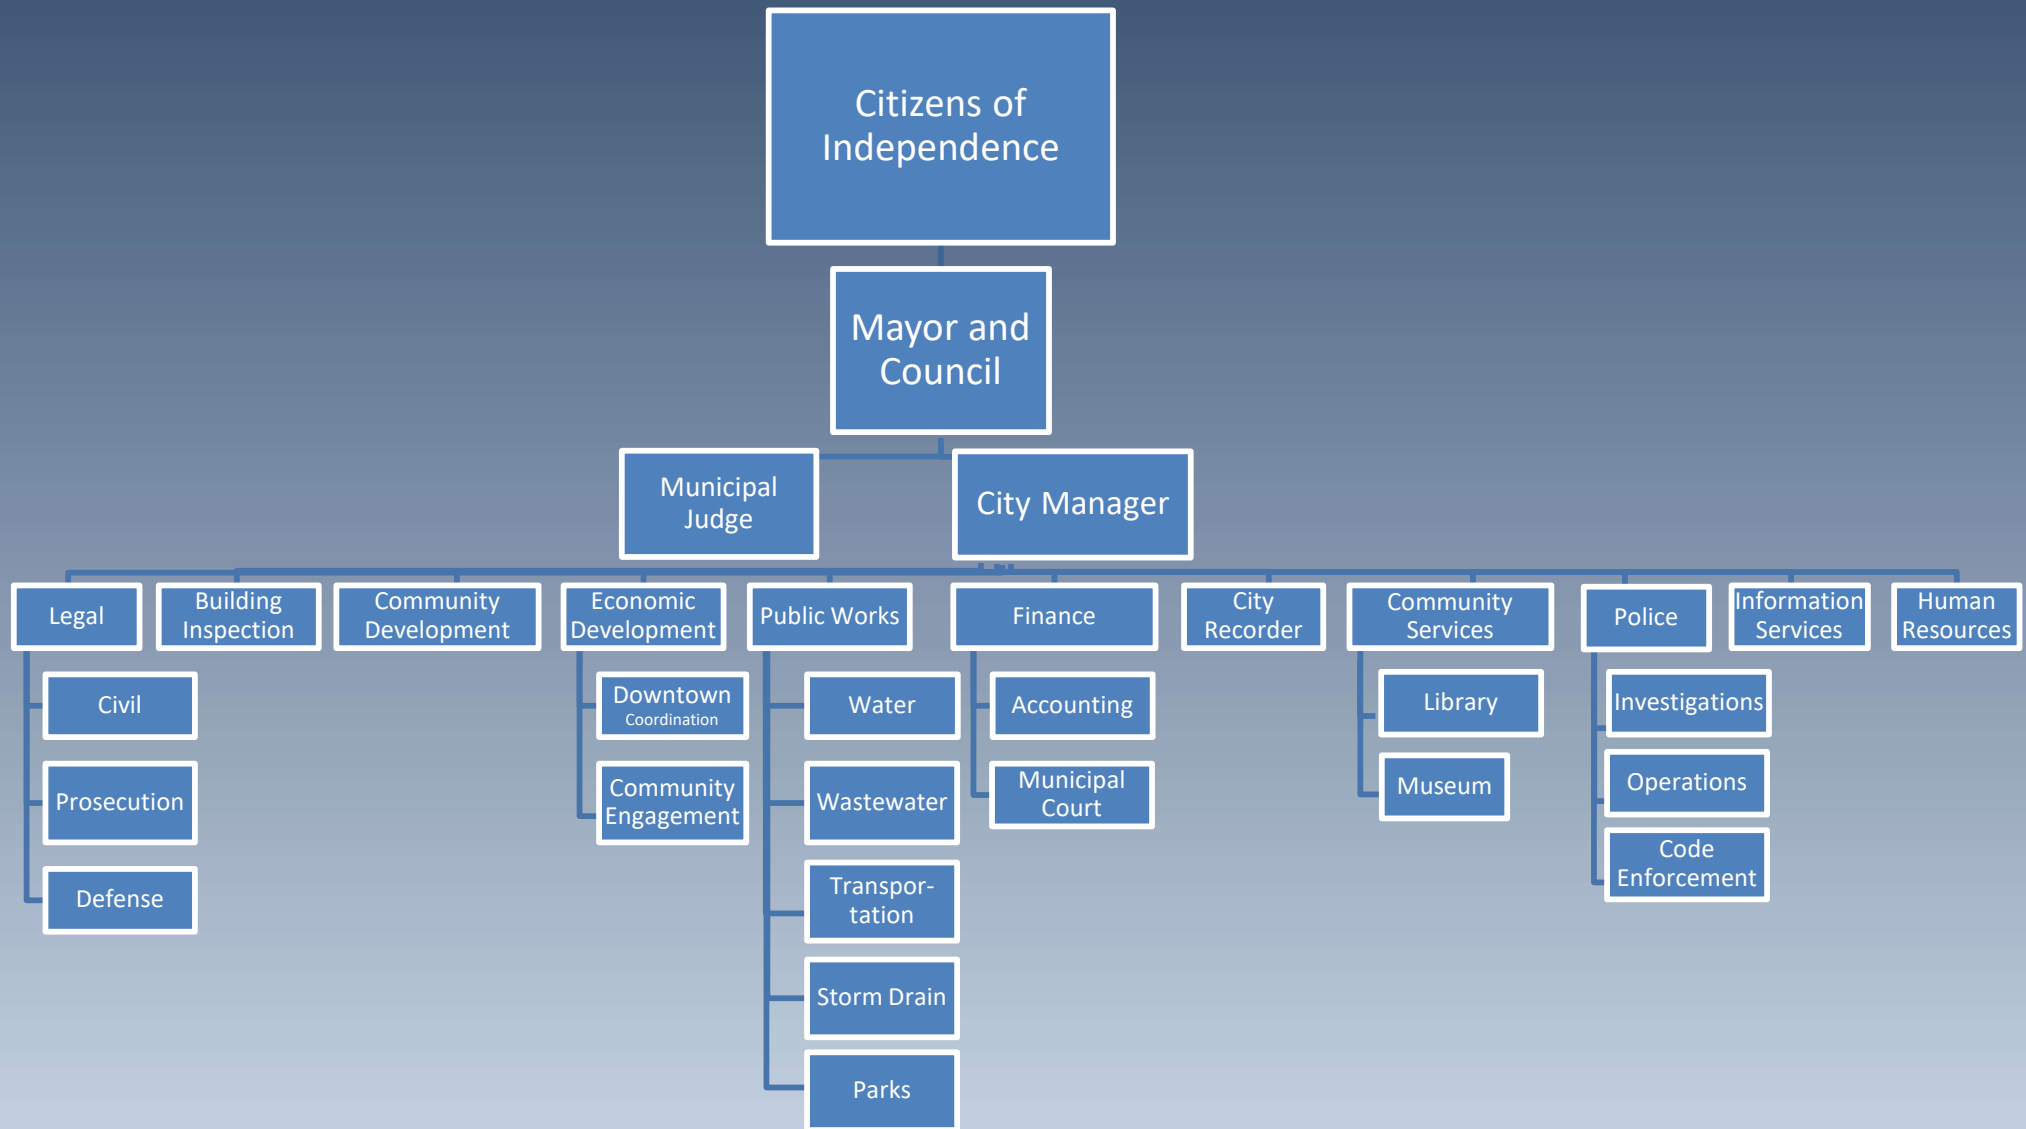 Citizens of
Independence
Mayor and
Council
Municipal
Judge
City Manager
Legal
Building
Inspection
Community
Development
Economic
Development
Public Works
Finance
City
Recorder
Community
Services
Police
Information
Services
Human
Resources
Civil
Prosecution
Defense
Downtown
Coordination
Community
Engagement
Water
Wastewater
Transpor-
tation
Storm Drain
Parks
Accounting
Municipal
Court
Library
Museum
Investigations
Operations
Code
Enforcement